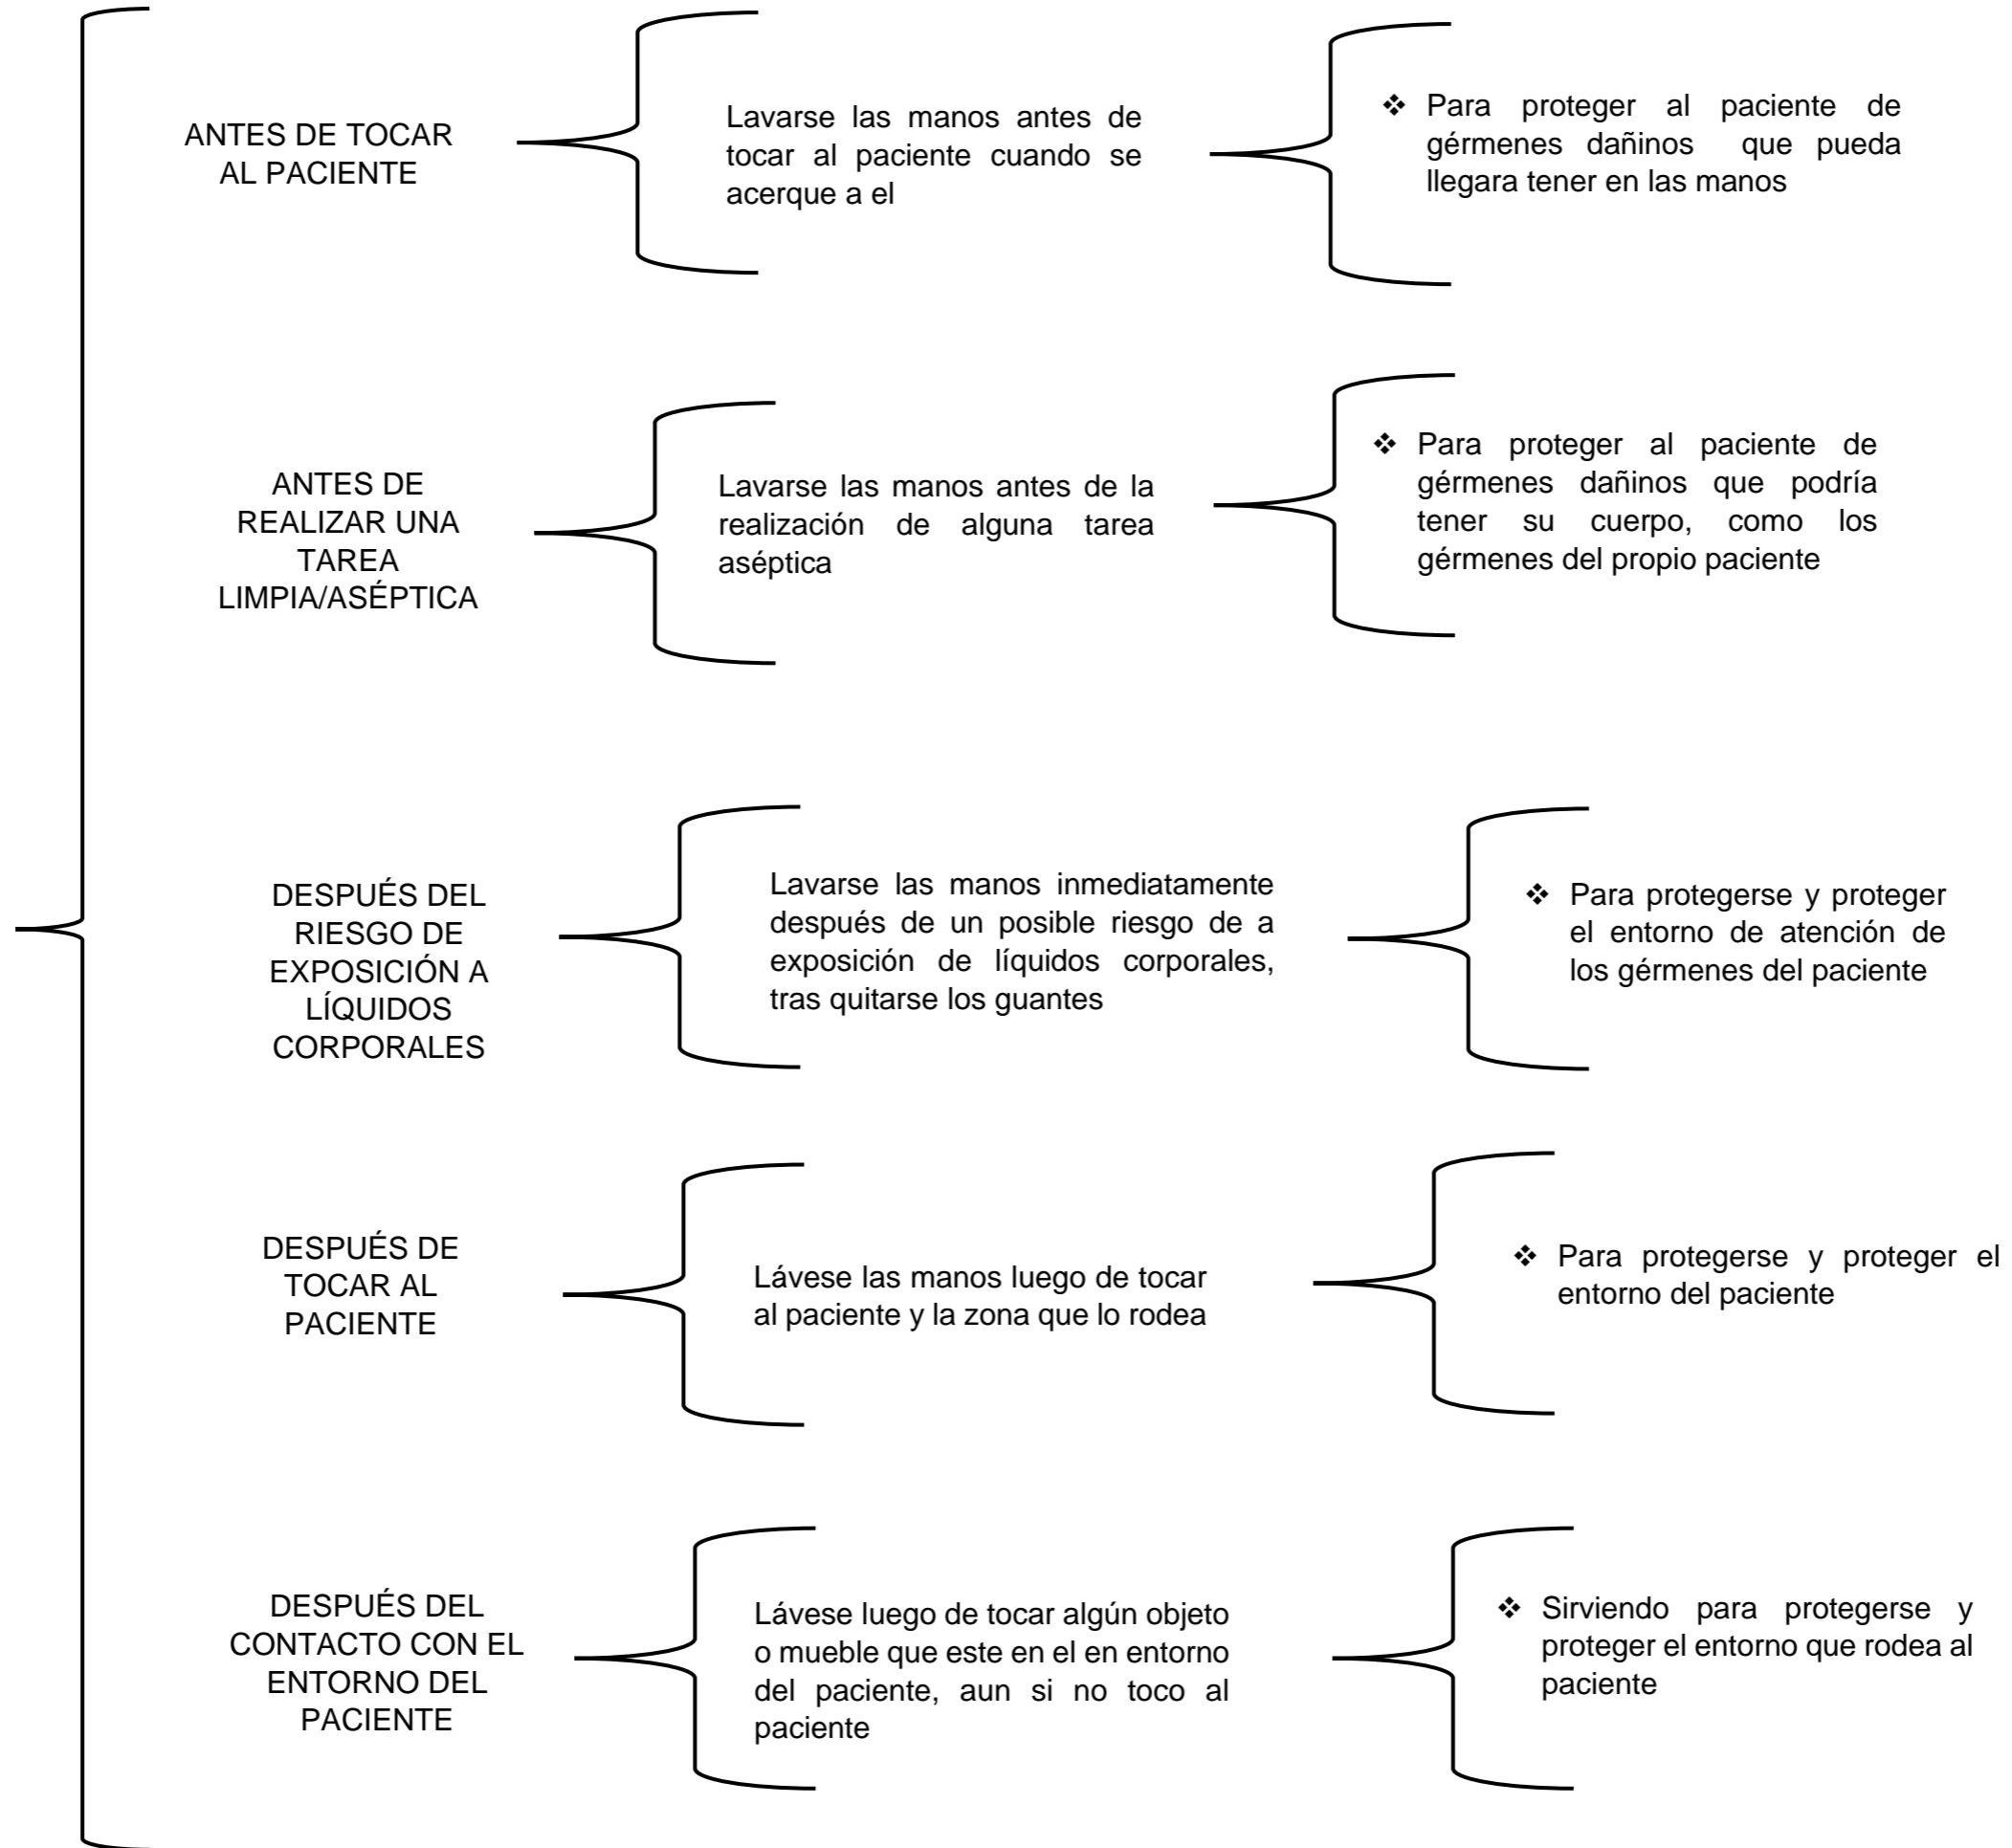 ANTES DE TOCAR
AL PACIENTE
Lavarse las manos antes de
tocar al paciente cuando se
acerque a el
❖ Para proteger al paciente de
gérmenes dañinos que pueda
llegara tener en las manos
ANTES DE
REALIZAR UNA
TAREA
LIMPIA/ASÉPTICA
Lavarse las manos antes de la
realización de alguna tarea
aséptica
❖ Para proteger al paciente de
gérmenes dañinos que podría
tener su cuerpo, como los
gérmenes del propio paciente
DESPUÉS DEL
RIESGO DE
EXPOSICIÓN A
LÍQUIDOS
CORPORALES
Lavarse las manos inmediatamente
después de un posible riesgo de a
exposición de líquidos corporales,
tras quitarse los guantes
❖ Para protegerse y proteger
el entorno de atención de
los gérmenes del paciente
DESPUÉS DE
TOCAR AL
PACIENTE
Lávese las manos luego de tocar
al paciente y la zona que lo rodea
❖ Para protegerse y proteger el
entorno del paciente
DESPUÉS DEL
CONTACTO CON EL
ENTORNO DEL
PACIENTE
Lávese luego de tocar algún objeto
o mueble que este en el en entorno
del paciente, aun si no toco al
paciente
❖ Sirviendo para protegerse y
proteger el entorno que rodea al
paciente